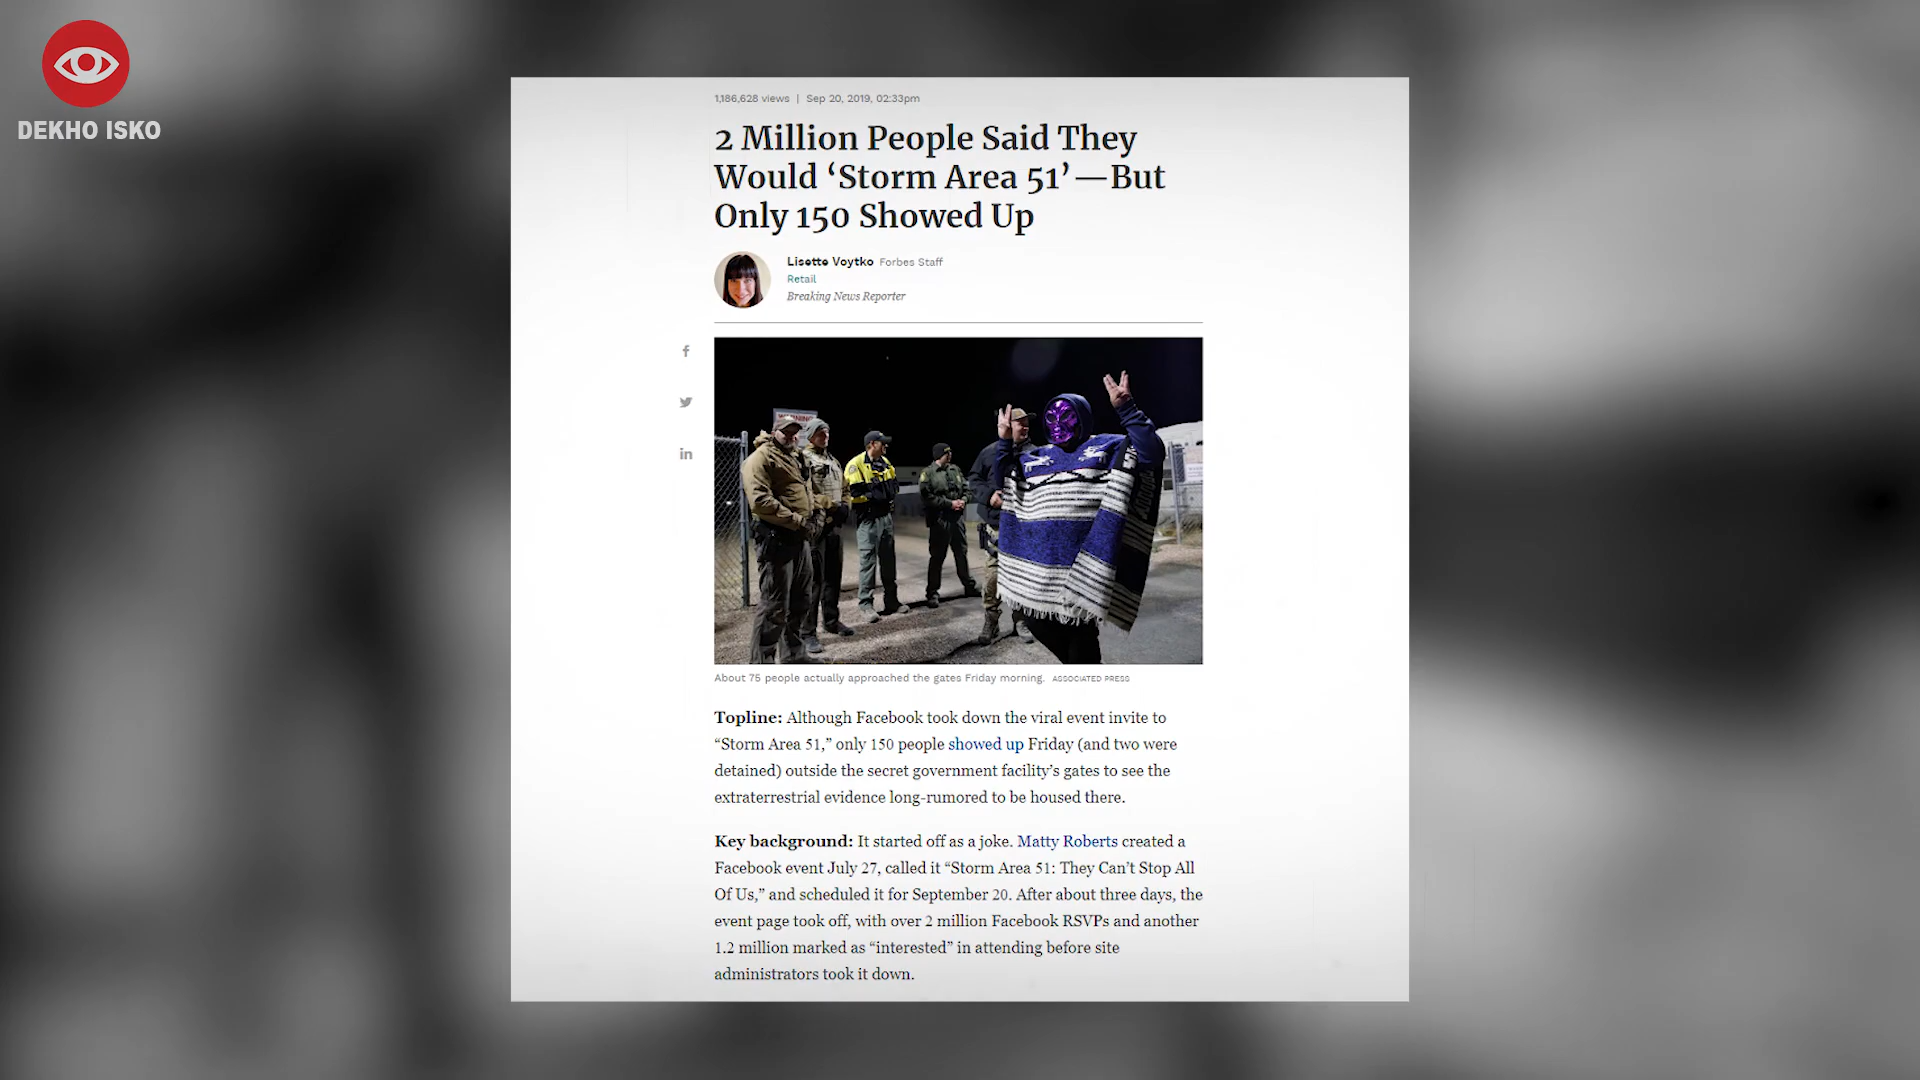 DEKHO ISKO
1,186,628 views | Sep 20, 2019, 02:33pm
2 Million People Said They
Would ‘Storm Area 51’—But
Only 150 Showed Up
Lisette Voytko Forbes Staff
Retail
Breaking News Reporter
f
in
WARNING
About 75 people actually approached the gates Friday morning. ASSOCIATED PRESS
Topline: Although Facebook took down the viral event invite to
“Storm Area 51,” only 150 people showed up Friday (and two were
detained) outside the secret government facility’s gates to see the
extraterrestrial evidence long-rumored to be housed there.
Key background: It started off as a joke. Matty Roberts created a
Facebook event July 27, called it “Storm Area 51: They Can’t Stop All
Of Us,” and scheduled it for September 20. After about three days, the
event page took off, with over 2 million Facebook RSVPs and another
1.2 million marked as “interested” in attending before site
administrators took it down.